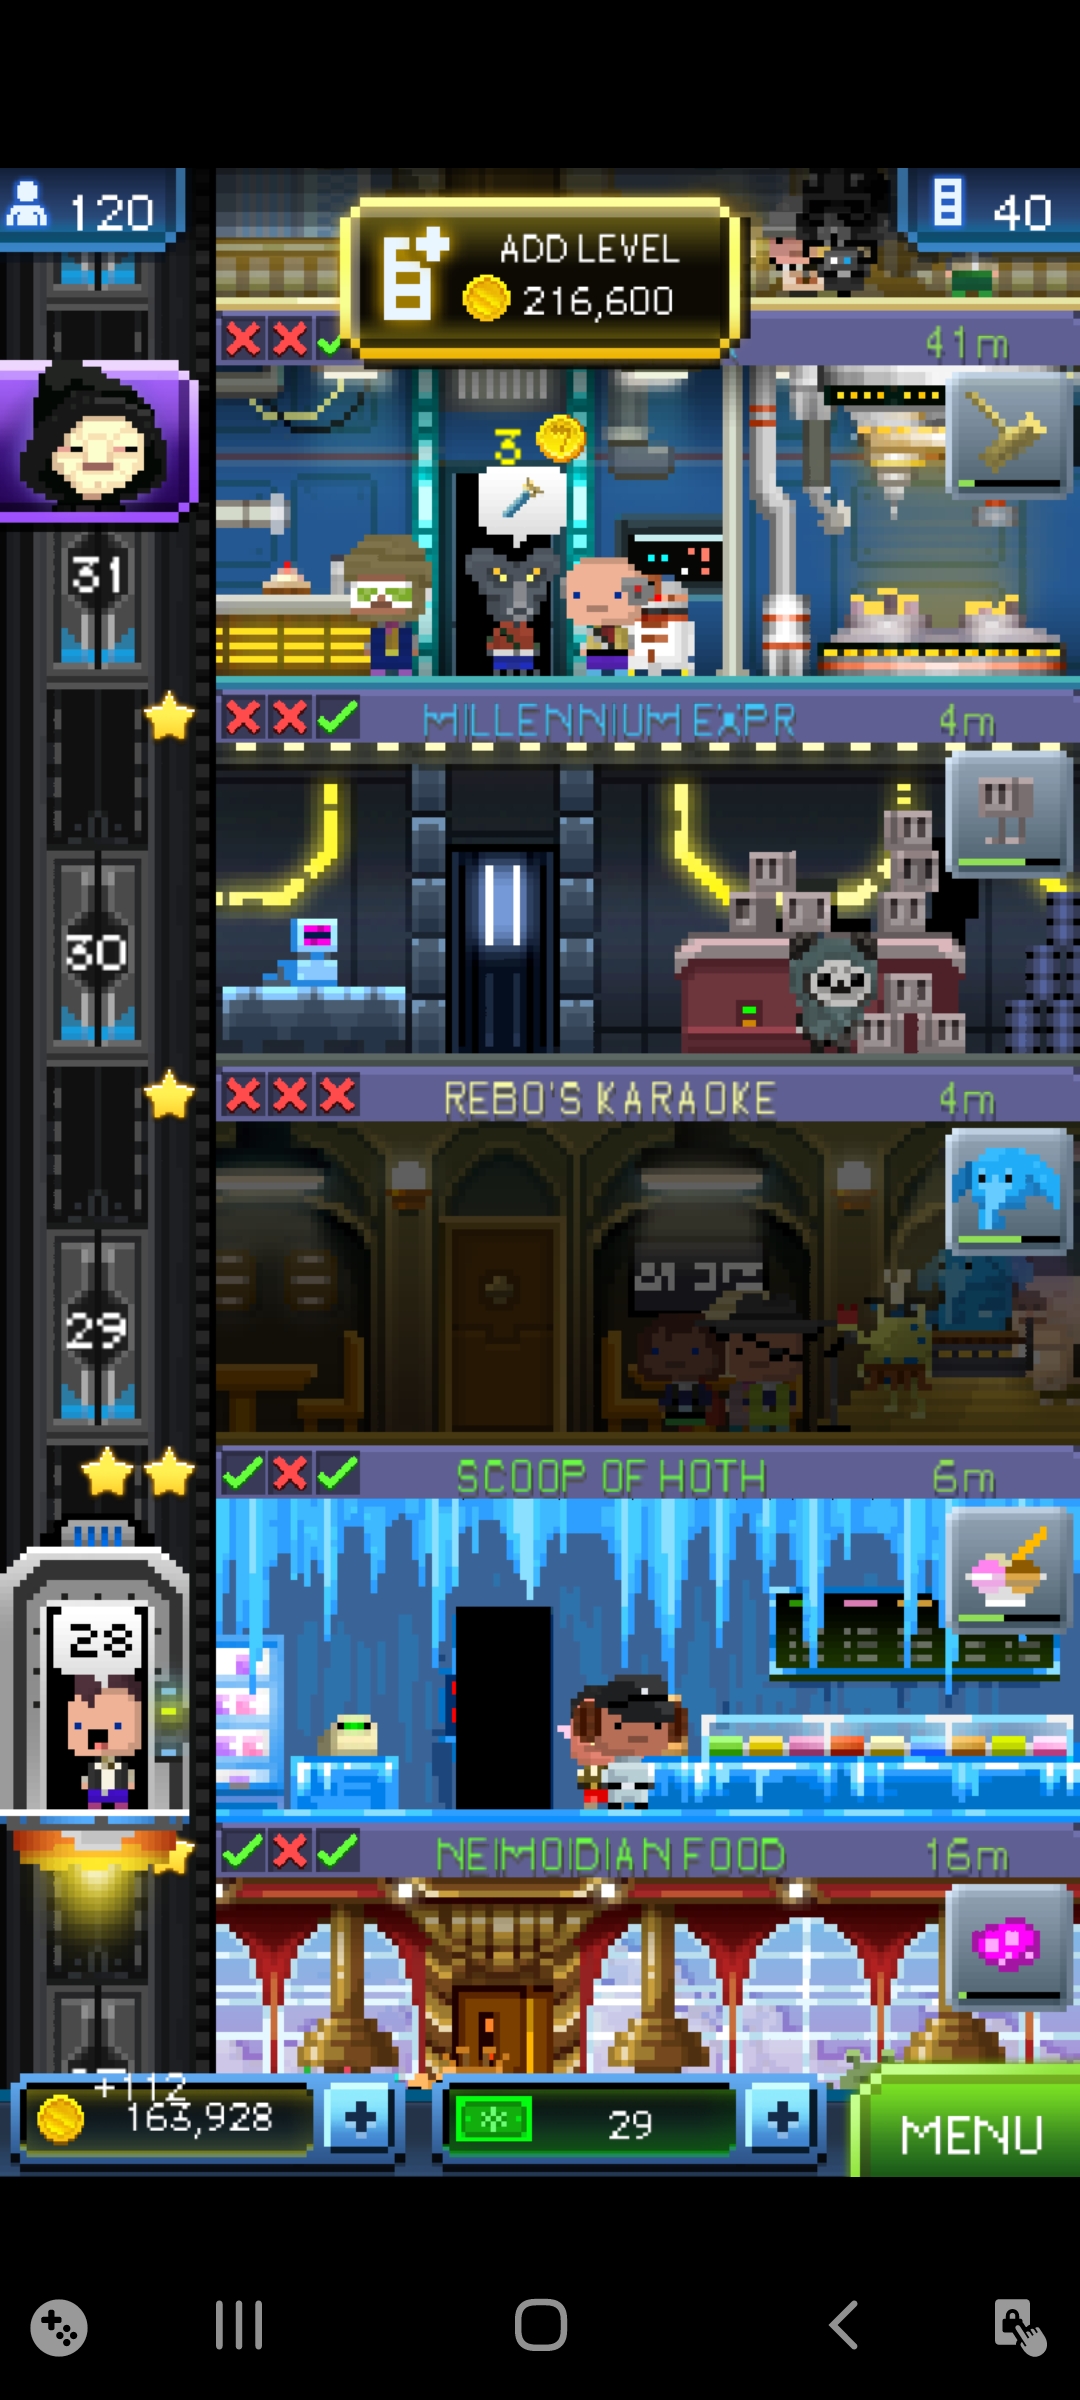 120
ADD LEVEL
216,600
40
41m
3
31
MILLENNIUM EXPR
4m
30
REBO'S KARAOKE
4m
29
SCOOP OF HOTH
6m
28
NEIMOIDIAN FOOD
16m
+112
163,928
29
MENU